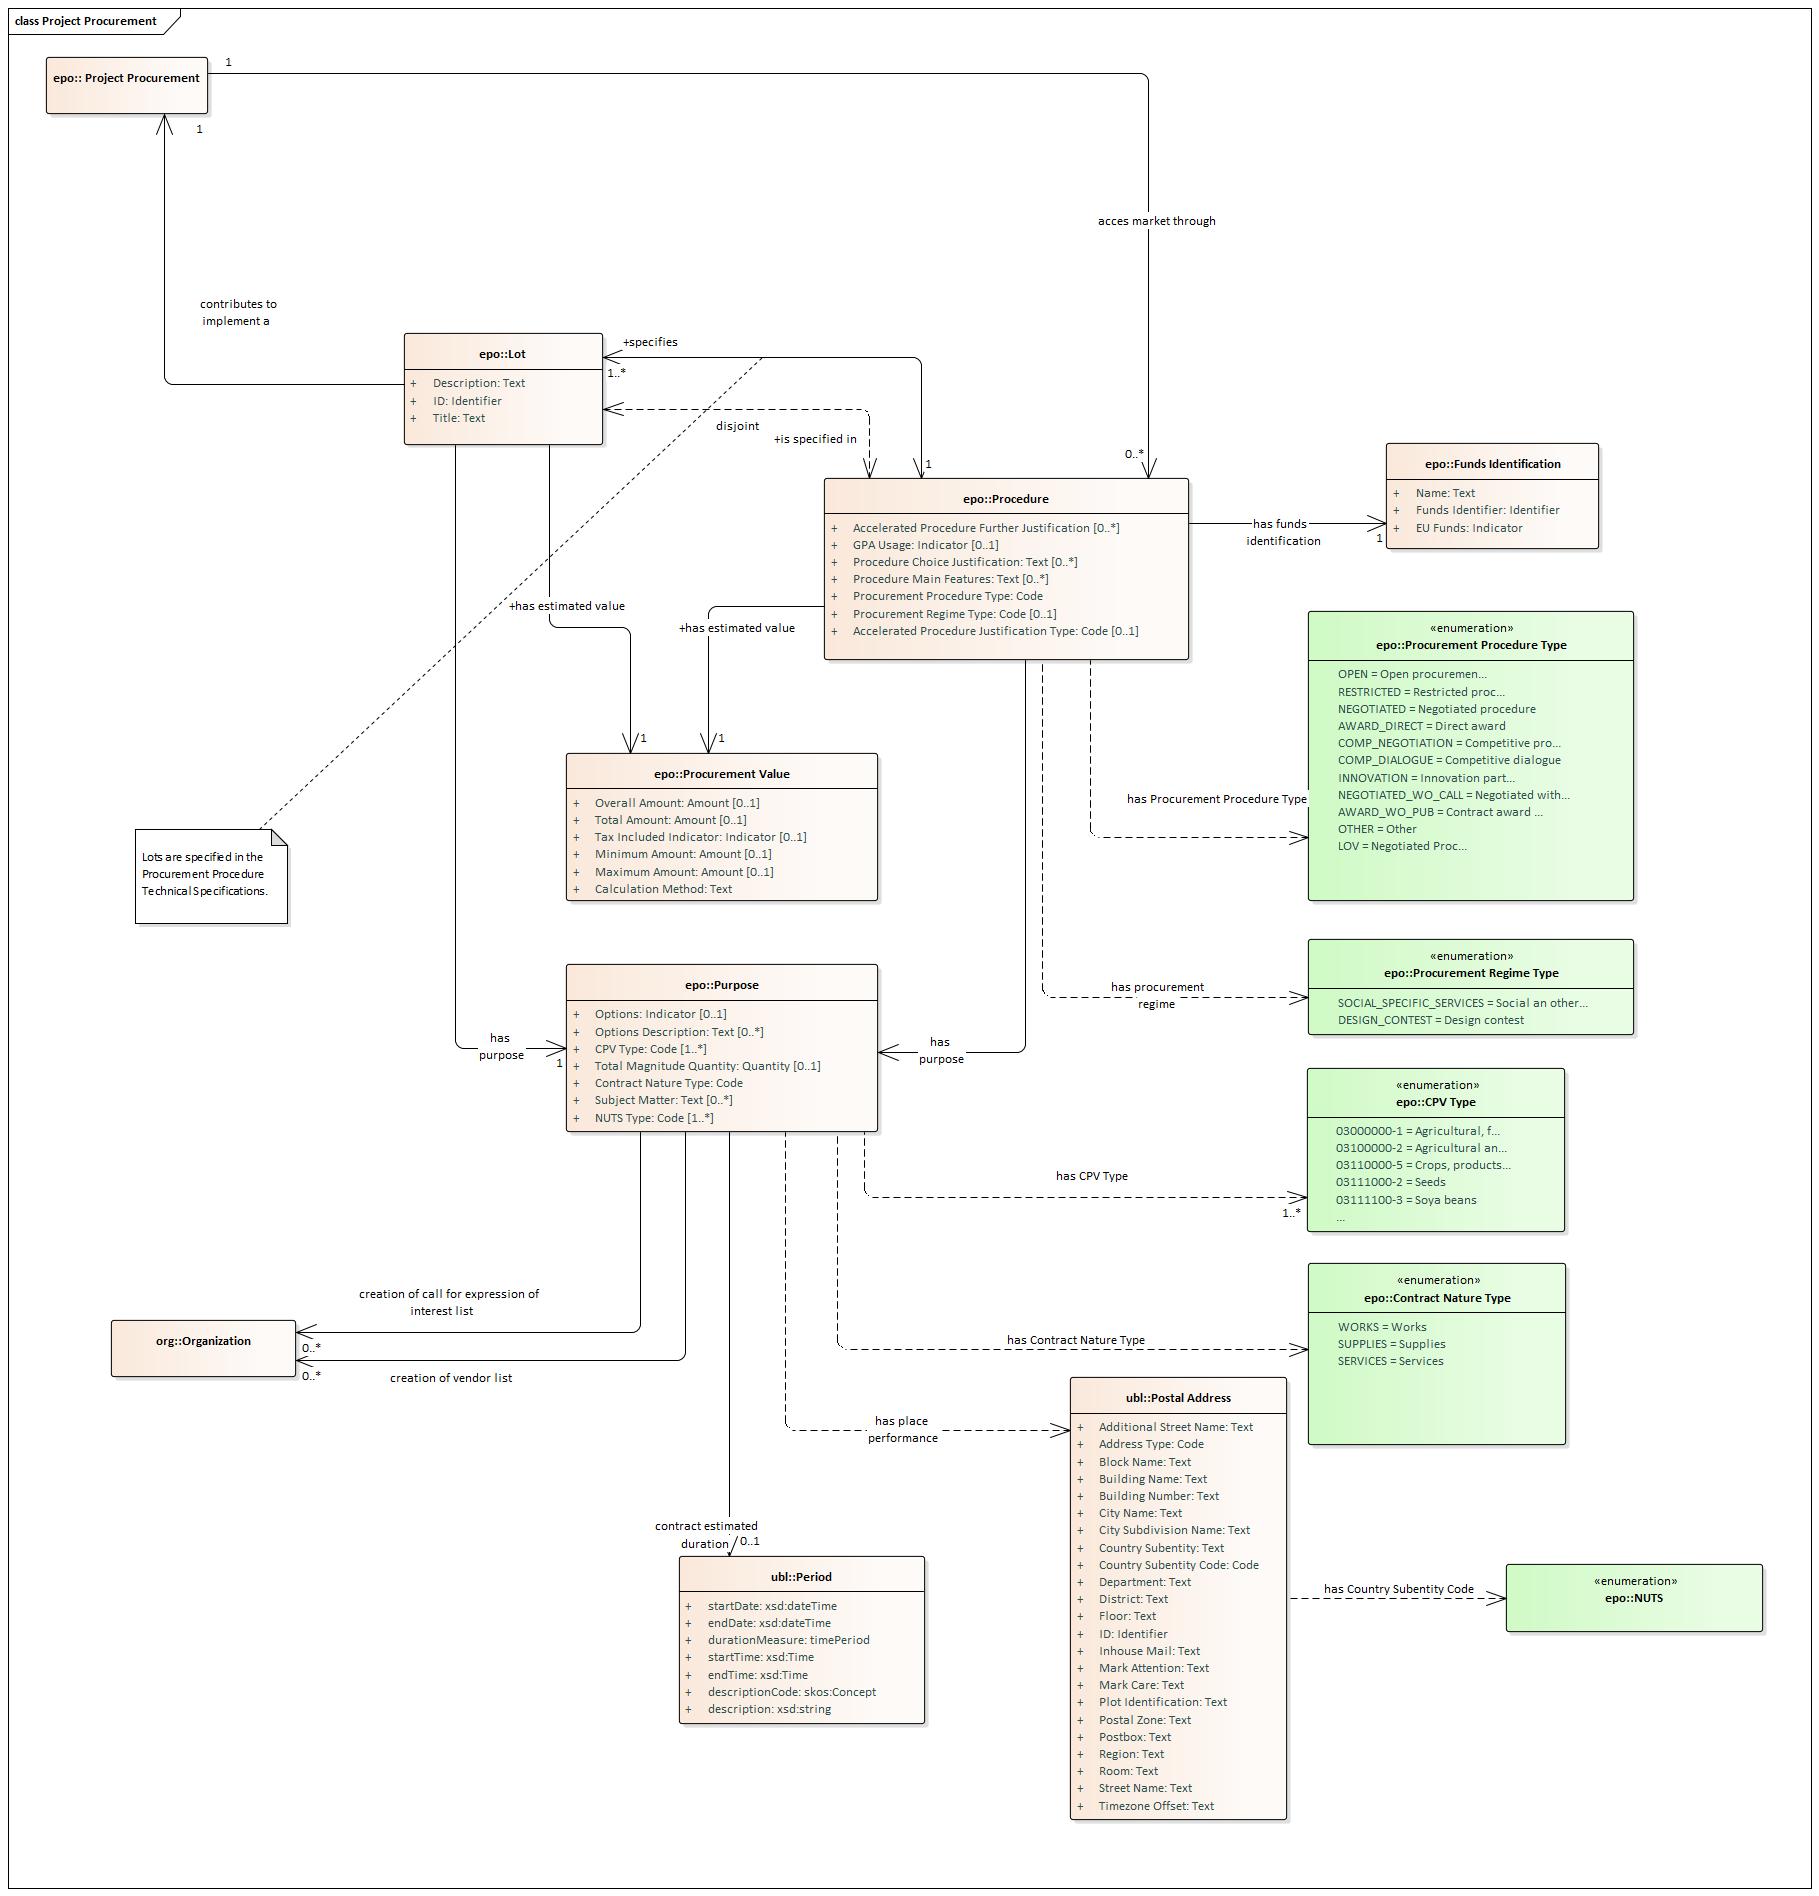 class Project Procurement
epo:: Project Procurement
1
1
acces market through
contributes to
implement a
epo::Lot
+ Description: Text
+ ID: Identifier
+ Title: Text
+specifies
1..*
disjoint
+is specified in
1
0..*
epo::Procedure
+ Accelerated Procedure Further Justification [0..*]
+ GPA Usage: Indicator [0..1]
+ Procedure Choice Justification: Text [0..*]
+ Procedure Main Features: Text [0..*]
+ Procurement Procedure Type: Code
+ Procurement Regime Type: Code [0..1]
+ Accelerated Procedure Justification Type: Code [0..1]
has funds
identification
1
epo::Funds Identification
+ Name: Text
+ Funds Identifier: Identifier
+ EU Funds: Indicator
+has estimated value
+has estimated value
1
1
epo::Procurement Value
+ Overall Amount: Amount [0..1]
+ Total Amount: Amount [0..1]
+ Tax Included Indicator: Indicator [0..1]
+ Minimum Amount: Amount [0..1]
+ Maximum Amount: Amount [0..1]
+ Calculation Method: Text
has Procurement Procedure Type
«enumeration»
epo::Procurement Procedure Type
OPEN = Open procuremen...
RESTRICTED = Restricted proc...
NEGOTIATED = Negotiated procedure
AWARD_DIRECT = Direct award
COMP_NEGOTIATION = Competitive pro...
COMP_DIALOGUE = Competitive dialogue
INNOVATION = Innovation part...
NEGOTIATED_WO_CALL = Negotiated with...
AWARD_WO_PUB = Contract award ...
OTHER = Other
LOV = Negotiated Proc...
Lots are specified in the
Procurement Procedure
Technical Specifications.
has procurement
regime
«enumeration»
epo::Procurement Regime Type
SOCIAL_SPECIFIC_SERVICES = Social an other...
DESIGN_CONTEST = Design contest
has
purpose
1
epo::Purpose
+ Options: Indicator [0..1]
+ Options Description: Text [0..*]
+ CPV Type: Code [1..*]
+ Total Magnitude Quantity: Quantity [0..1]
+ Contract Nature Type: Code
+ Subject Matter: Text [0..*]
+ NUTS Type: Code [1..*]
has
purpose
has CPV Type
1..*
«enumeration»
epo::CPV Type
03000000-1 = Agricultural, f...
03100000-2 = Agricultural an...
03110000-5 = Crops, products...
03111000-2 = Seeds
03111100-3 = Soya beans
...
creation of call for expression of
interest list
org::Organization
0..*
0..*
creation of vendor list
has Contract Nature Type
«enumeration»
epo::Contract Nature Type
WORKS = Works
SUPPLIES = Supplies
SERVICES = Services
has place
performance
ubl::Postal Address
+ Additional Street Name: Text
+ Address Type: Code
+ Block Name: Text
+ Building Name: Text
+ Building Number: Text
+ City Name: Text
+ City Subdivision Name: Text
+ Country Subentity: Text
+ Country Subentity Code: Code
+ Department: Text
+ District: Text
+ Floor: Text
+ ID: Identifier
+ Inhouse Mail: Text
+ Mark Attention: Text
+ Mark Care: Text
+ Plot Identification: Text
+ Postal Zone: Text
+ Postbox: Text
+ Region: Text
+ Room: Text
+ Street Name: Text
+ Timezone Offset: Text
contract estimated
duration
0..1
ubl::Period
+ startDate: xsd:dateTime
+ endDate: xsd:dateTime
+ durationMeasure: timePeriod
+ startTime: xsd:Time
+ endTime: xsd:Time
+ descriptionCode: skos:Concept
+ description: xsd:string
has Country Subentity Code
«enumeration»
epo::NUTS